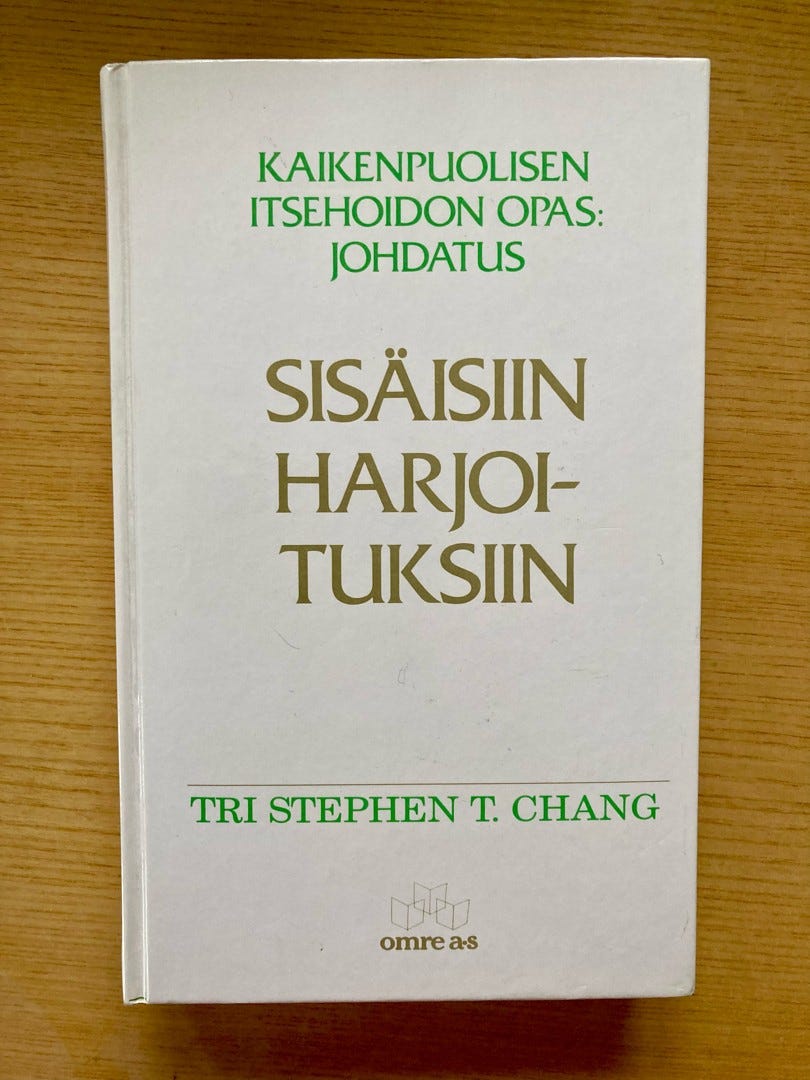 KAIKENPUOLISEN
ITSEHOIDON OPAS:
JOHDATUS
SISÄISIIN
HARJOI-
TUKSIIN
TRI STEPHEN T. CHANG
omre a·s